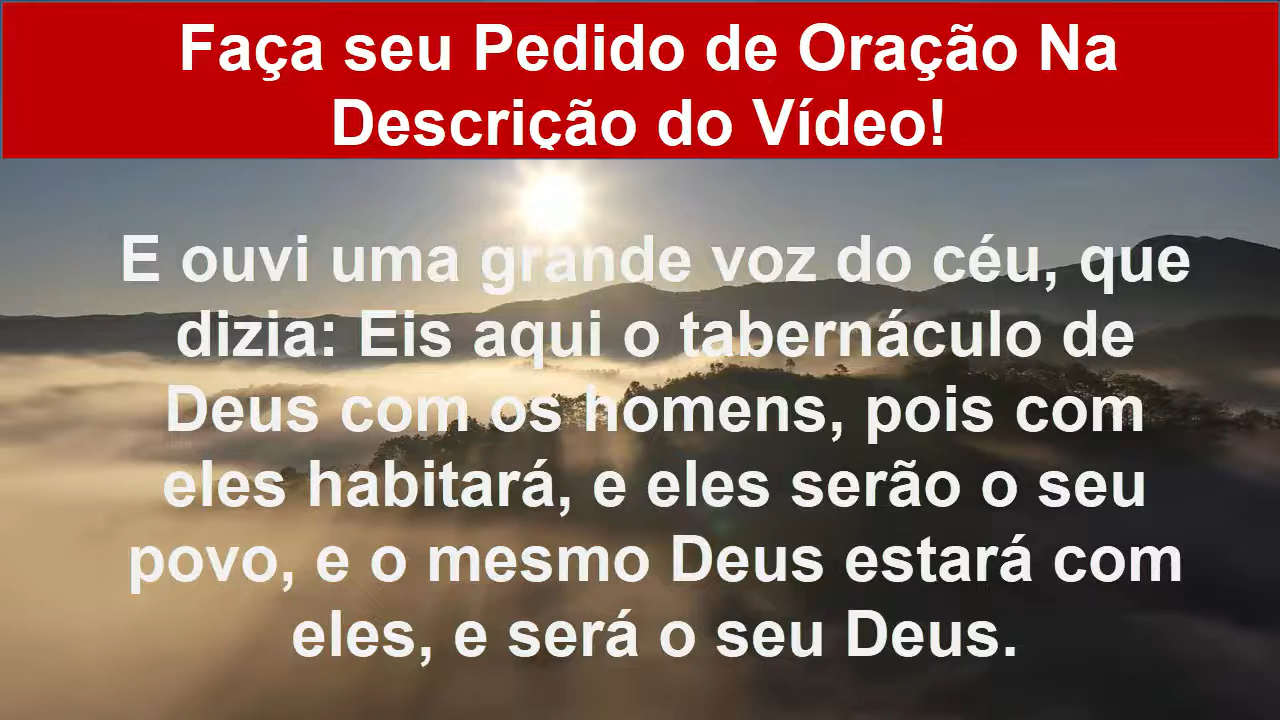 Faça seu Pedido de Oração Na
Descrição do Vídeo!
E ouvi uma grande voz do céu, que
dizia: Eis aqui o tabernáculo de
Deus com os homens, pois com
eles habitará, e eles serão o seu
povo, e o mesmo Deus estará com
eles, e será o seu Deus.